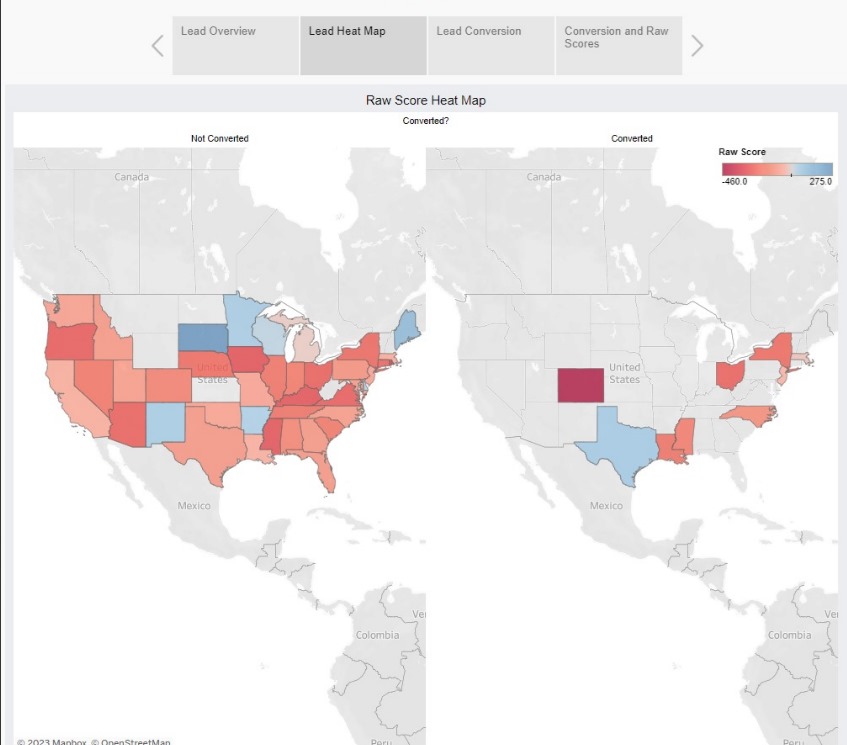 Lead Overview
Lead Heat Map
Lead Conversion
Conversion and Raw
Scores
Raw Score Heat Map
Converted?
Not Converted
Converted
Raw Score
-460.0
275.0
Canada
United
States
Mexico
Colombia
Ve
Peru
© 2023 Mapbox © OpenStreetMap
Canada
United
States
Mexico
Colombia
Ve
Peru